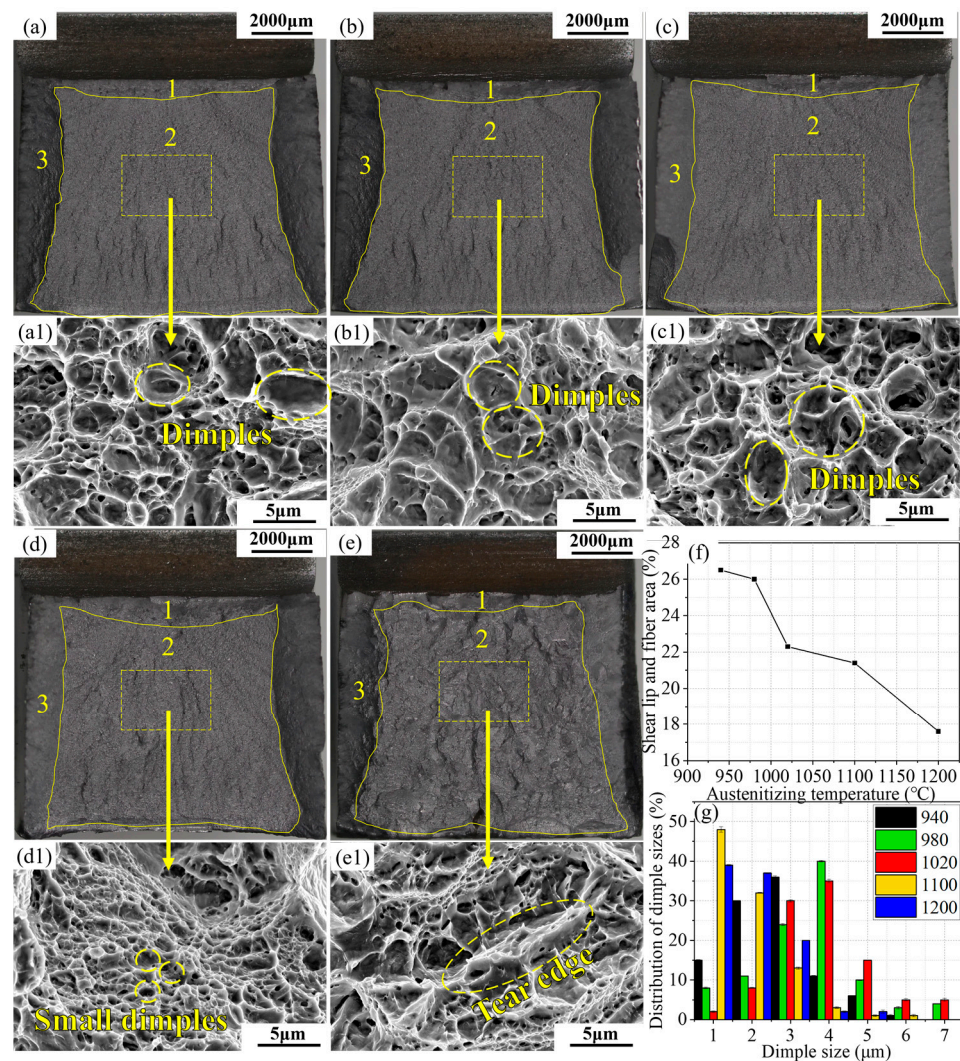 (a)
2000μm
(b)
2000μm
(c)
2000μm
1
2
3
1
2
3
1
2
3
(a1)
Dimples
5μm
(b1)
Dimples
5μm
(c1)
Dimples
5μm
(d)
2000μm
1
2
3
(e)
2000μm
1
2
3
(d1)
Small dimples
5μm
(e1)
Tear edge
5μm
(f)
Shear lip and fiber area (%)
28
26
24
22
20
18
16
900 950 1000 1050 1100 1150 1200
Austenitizing temperature (°C)
(g)
Distribution of dimple sizes (%)
50
40
30
20
10
0
940
980
1020
1100
1200
1 2 3 4 5 6 7
Dimple size (μm)